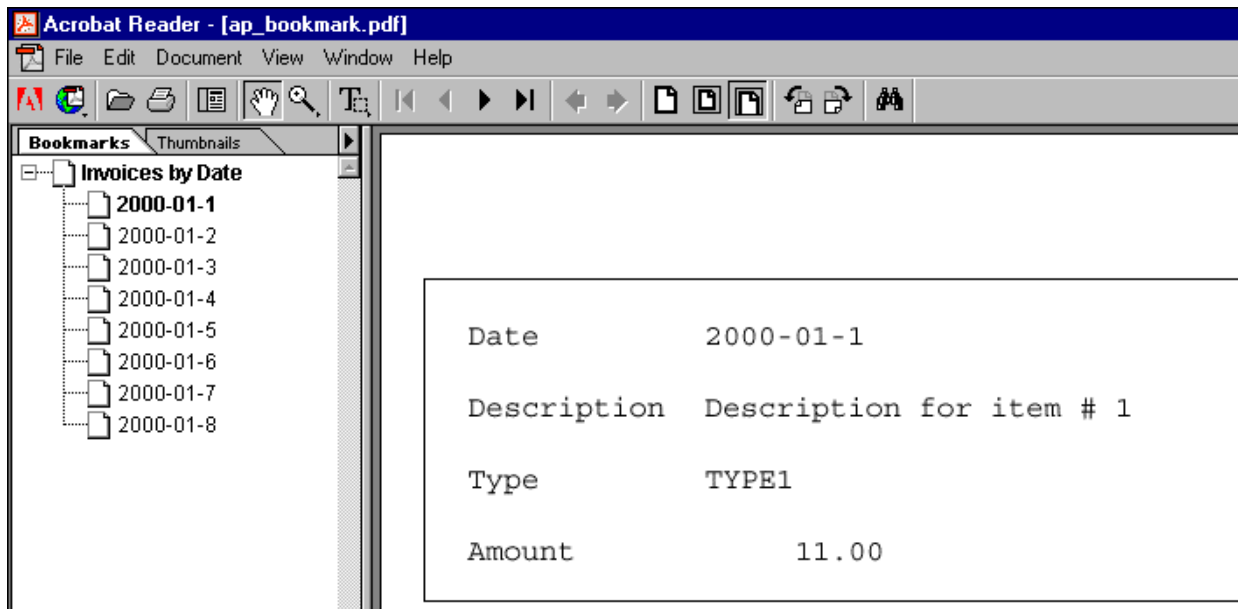 Acrobat Reader - [ap_bookmark.pdf]
File Edit Document View Window Help
Bookmarks Thumbnails
Invoices by Date
2000-01-1
2000-01-2
2000-01-3
2000-01-4
2000-01-5
2000-01-6
2000-01-7
2000-01-8
Date 2000-01-1
Description Description for item # 1
Type TYPE1
Amount 11.00